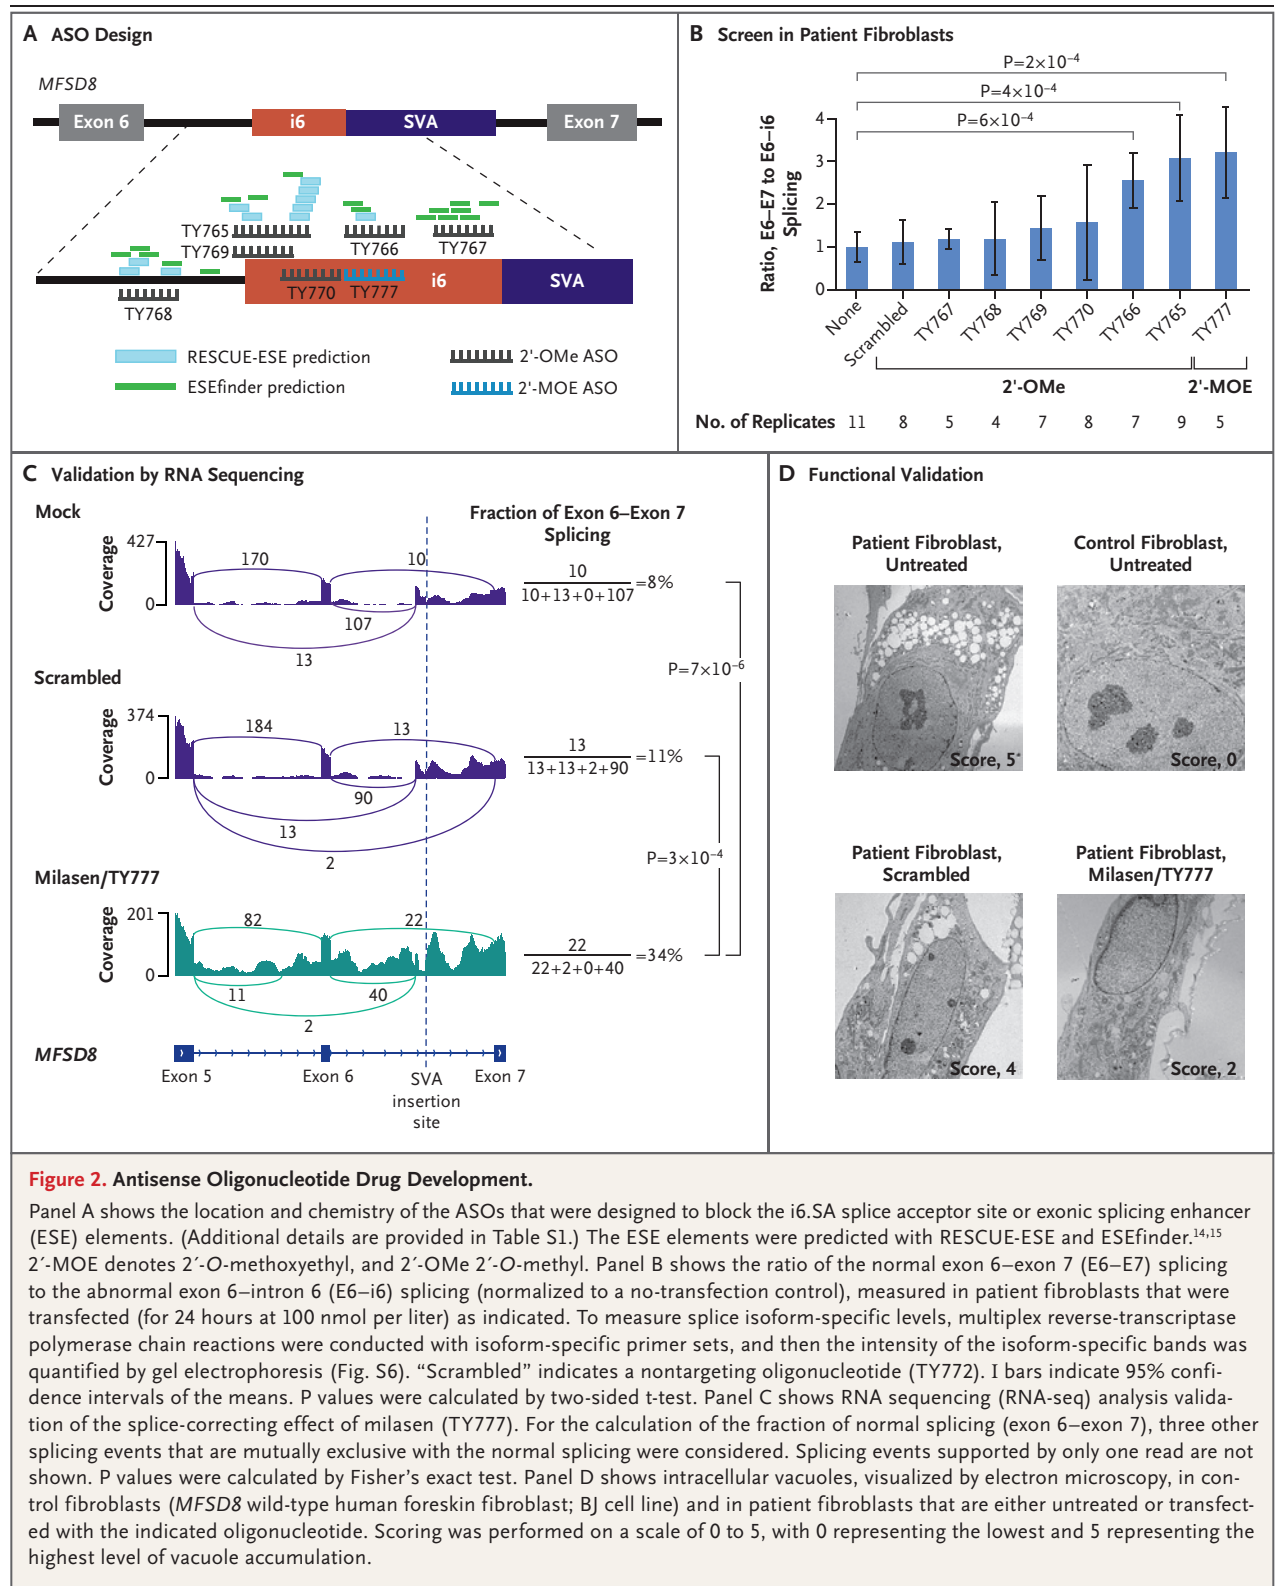 A ASO Design
MFSD8
Exon 6
i6
SVA
Exon 7
TY765
TY769
TY766
TY767
TY770
TY777
i6
SVA
TY768
RESCUE-ESE prediction
ESEfinder prediction
2'-OMe ASO
2'-MOE ASO
B Screen in Patient Fibroblasts
P=2×10⁻⁴
P=4×10⁻⁴
P=6×10⁻⁴
Ratio, E6–E7 to E6–i6
Splicing
4
3
2
1
0
None
Scrambled
TY767
TY768
TY769
TY770
TY766
TY765
TY777
2'-OMe
2'-MOE
No. of Replicates 11 8 5 4 7 8 7 9 5
C Validation by RNA Sequencing
Mock
Fraction of Exon 6–Exon 7
Splicing
Coverage
427
0
170
10
107
13
10
10+13+0+107
=8%
P=7×10⁻⁶
Scrambled
Coverage
374
0
184
13
90
13
2
13
13+13+2+90
=11%
P=3×10⁻⁴
Milasen/TY777
Coverage
201
0
82
22
11
40
2
22
22+2+0+40
=34%
MFSD8
Exon 5
Exon 6
SVA
insertion
site
Exon 7
D Functional Validation
Patient Fibroblast,
Untreated
Score, 5
Control Fibroblast,
Untreated
Score, 0
Patient Fibroblast,
Scrambled
Score, 4
Patient Fibroblast,
Milasen/TY777
Score, 2
Figure 2. Antisense Oligonucleotide Drug Development.
Panel A shows the location and chemistry of the ASOs that were designed to block the i6.SA splice acceptor site or exonic splicing enhancer
(ESE) elements. (Additional details are provided in Table S1.) The ESE elements were predicted with RESCUE-ESE and ESEfinder.¹⁴,¹⁵
2′-MOE denotes 2′-O-methoxyethyl, and 2′-OMe 2′-O-methyl. Panel B shows the ratio of the normal exon 6–exon 7 (E6–E7) splicing
to the abnormal exon 6–intron 6 (E6–i6) splicing (normalized to a no-transfection control), measured in patient fibroblasts that were
transfected (for 24 hours at 100 nmol per liter) as indicated. To measure splice isoform-specific levels, multiplex reverse-transcriptase
polymerase chain reactions were conducted with isoform-specific primer sets, and then the intensity of the isoform-specific bands was
quantified by gel electrophoresis (Fig. S6). “Scrambled” indicates a nontargeting oligonucleotide (TY772). I bars indicate 95% confi-
dence intervals of the means. P values were calculated by two-sided t-test. Panel C shows RNA sequencing (RNA-seq) analysis valida-
tion of the splice-correcting effect of milasen (TY777). For the calculation of the fraction of normal splicing (exon 6–exon 7), three other
splicing events that are mutually exclusive with the normal splicing were considered. Splicing events supported by only one read are not
shown. P values were calculated by Fisher’s exact test. Panel D shows intracellular vacuoles, visualized by electron microscopy, in con-
trol fibroblasts (MFSD8 wild-type human foreskin fibroblast; BJ cell line) and in patient fibroblasts that are either untreated or transfect-
ed with the indicated oligonucleotide. Scoring was performed on a scale of 0 to 5, with 0 representing the lowest and 5 representing the
highest level of vacuole accumulation.